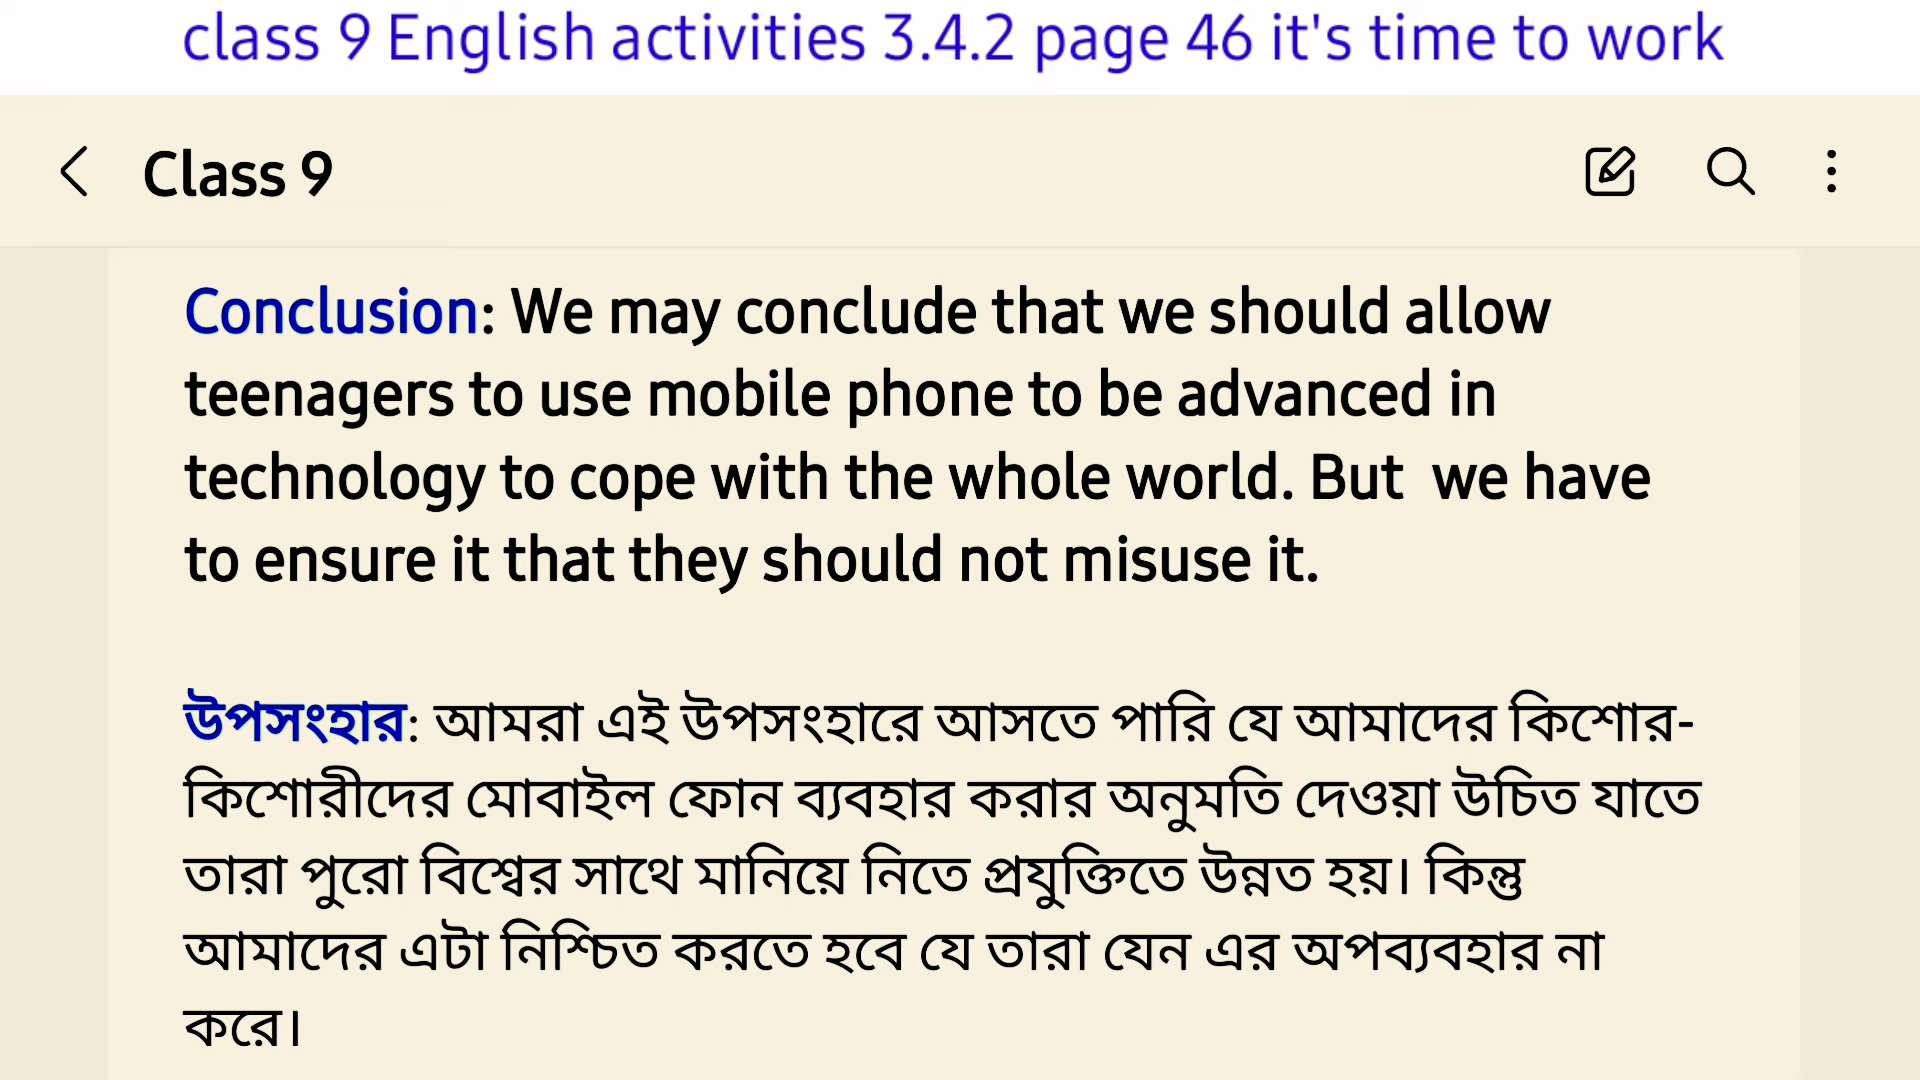 class 9 English activities 3.4.2 page 46 it's time to work
Class 9
Conclusion: We may conclude that we should allow
teenagers to use mobile phone to be advanced in
technology to cope with the whole world. But  we have
to ensure it that they should not misuse it.
উপসংহার: আমরা এই উপসংহারে আসতে পারি যে আমাদের কিশোর-
কিশোরীদের মোবাইল ফোন ব্যবহার করার অনুমতি দেওয়া উচিত যাতে
তারা পুরো বিশ্বের সাথে মানিয়ে নিতে প্রযুক্তিতে উন্নত হয়। কিন্তু
আমাদের এটা নিশ্চিত করতে হবে যে তারা যেন এর অপব্যবহার না
করে।